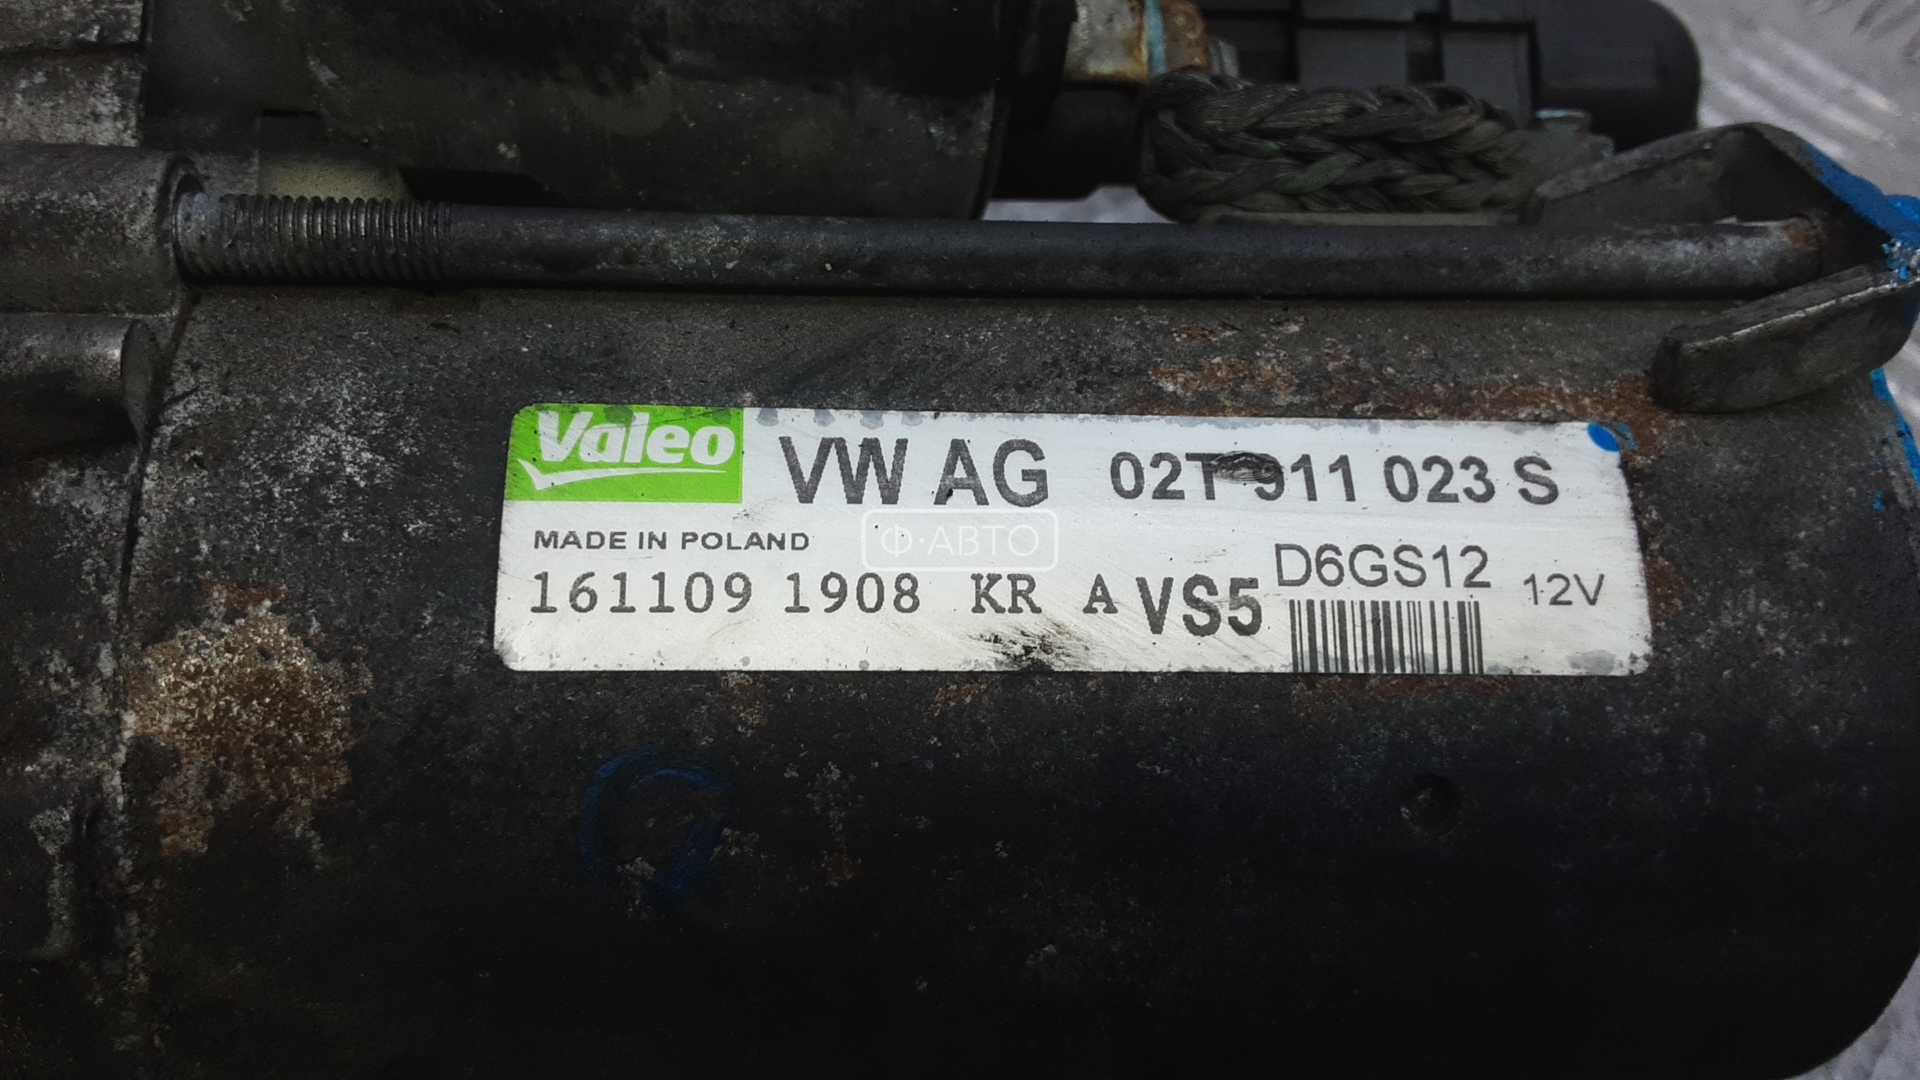 Valeo VW AG 02T 911 023 S
MADE IN POLAND
Ф·АВТО
161109 1908 KR A VS5 D6GS12 12V